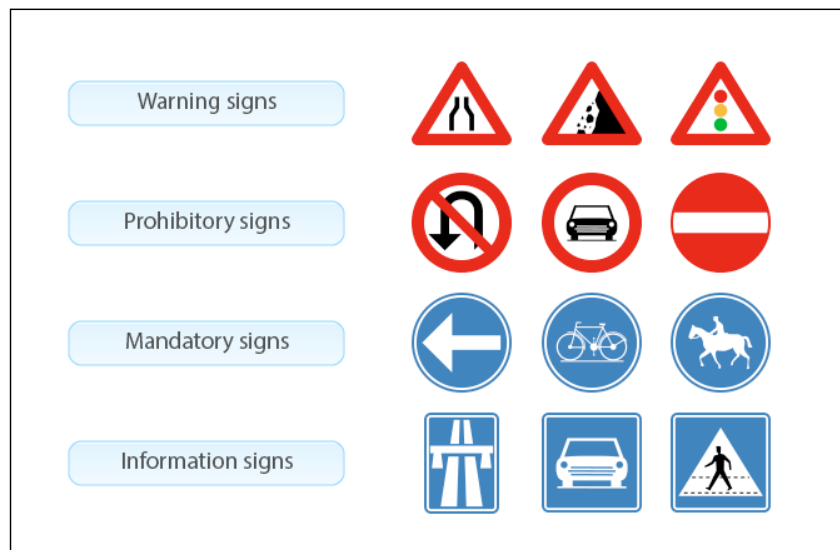 Warning signs
Prohibitory signs
Mandatory signs
Information signs